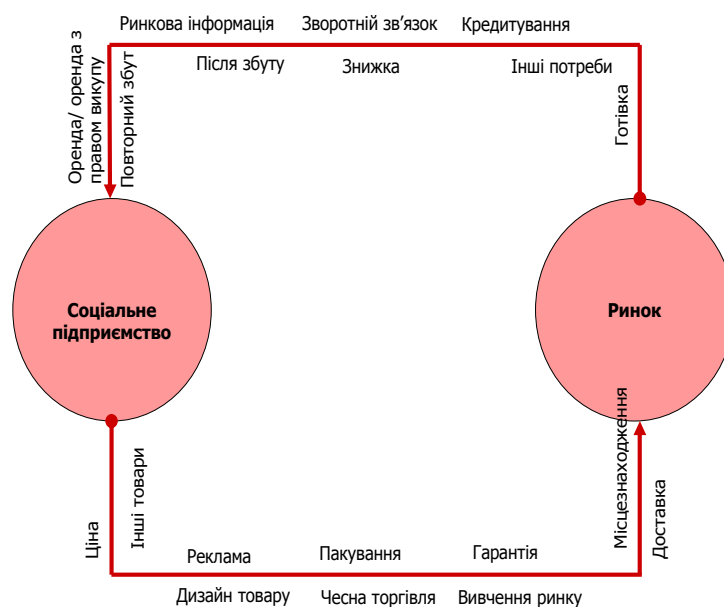 Ринкова інформація
Зворотній зв’язок
Кредитування
Після збуту
Знижка
Інші потреби
Оренда/ оренда з
правом викупу
Повторний збут
Готівка
Соціальне
підприємство
Ринок
Ціна
Інші товари
Місцезнаходження
Доставка
Реклама
Пакування
Гарантія
Дизайн товару
Чесна торгівля
Вивчення ринку